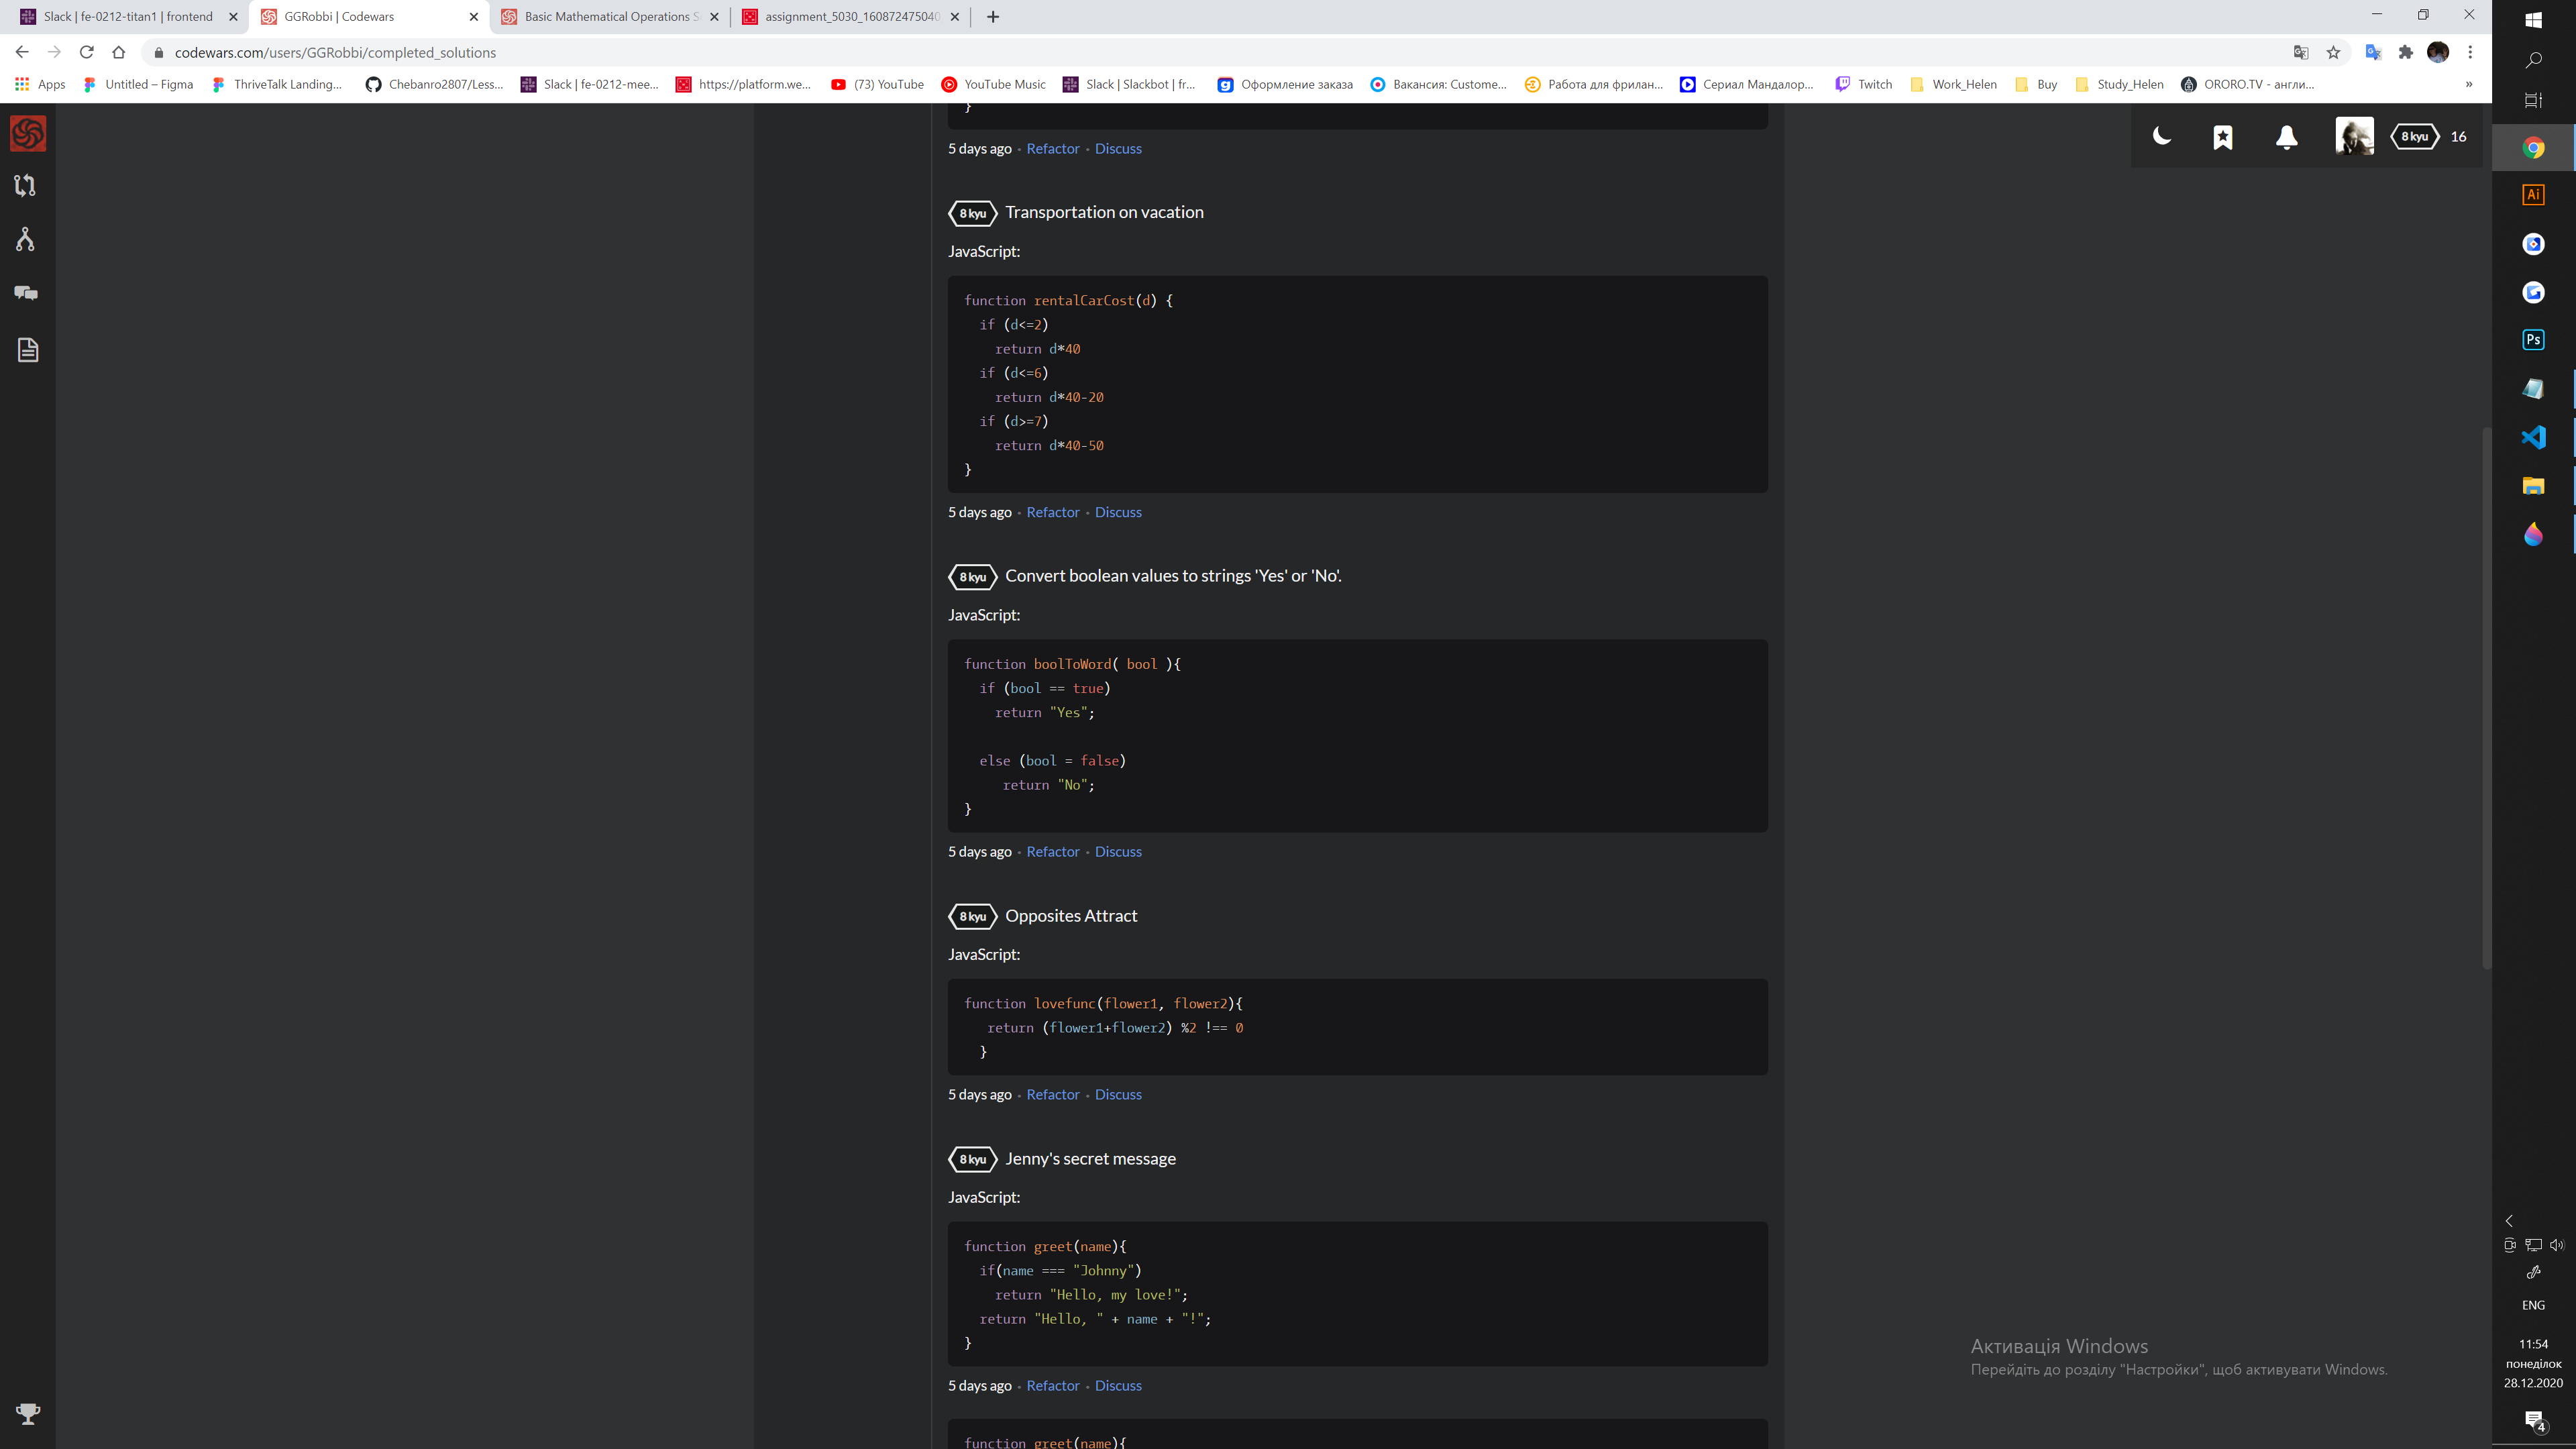 Slack | fe-0212-titan1 | frontend
GGRobbi | Codewars
Basic Mathematical Operations S
assignment_5030_160872475040
codewars.com/users/GGRobbi/completed_solutions
Apps
Untitled – Figma
ThriveTalk Landing...
Chebanro2807/Less...
Slack | fe-0212-mee...
https://platform.we...
(73) YouTube
YouTube Music
Slack | Slackbot | fr...
Оформление заказа
Вакансия: Custome...
Работа для фрилан...
Сериал Мандалор...
Twitch
Work_Helen
Buy
Study_Helen
ORORO.TV - англи...
»
}
5 days ago • Refactor • Discuss
8 kyu 16
8 kyu Transportation on vacation
JavaScript:
function rentalCarCost(d) {
if (d<=2)
return d*40
if (d<=6)
return d*40-20
if (d>=7)
return d*40-50
}
5 days ago • Refactor • Discuss
8 kyu Convert boolean values to strings 'Yes' or 'No'.
JavaScript:
function boolToWord( bool ){
if (bool == true)
return "Yes";
else (bool = false)
return "No";
}
5 days ago • Refactor • Discuss
8 kyu Opposites Attract
JavaScript:
function lovefunc(flower1, flower2){
return (flower1+flower2) %2 !== 0
}
5 days ago • Refactor • Discuss
8 kyu Jenny's secret message
JavaScript:
function greet(name){
if(name === "Johnny")
return "Hello, my love!";
return "Hello, " + name + "!";
}
5 days ago • Refactor • Discuss
function greet(name){
Активація Windows
Перейдіть до розділу "Настройки", щоб активувати Windows.
Ai
Ps
ENG
11:54
понеділок
28.12.2020
4